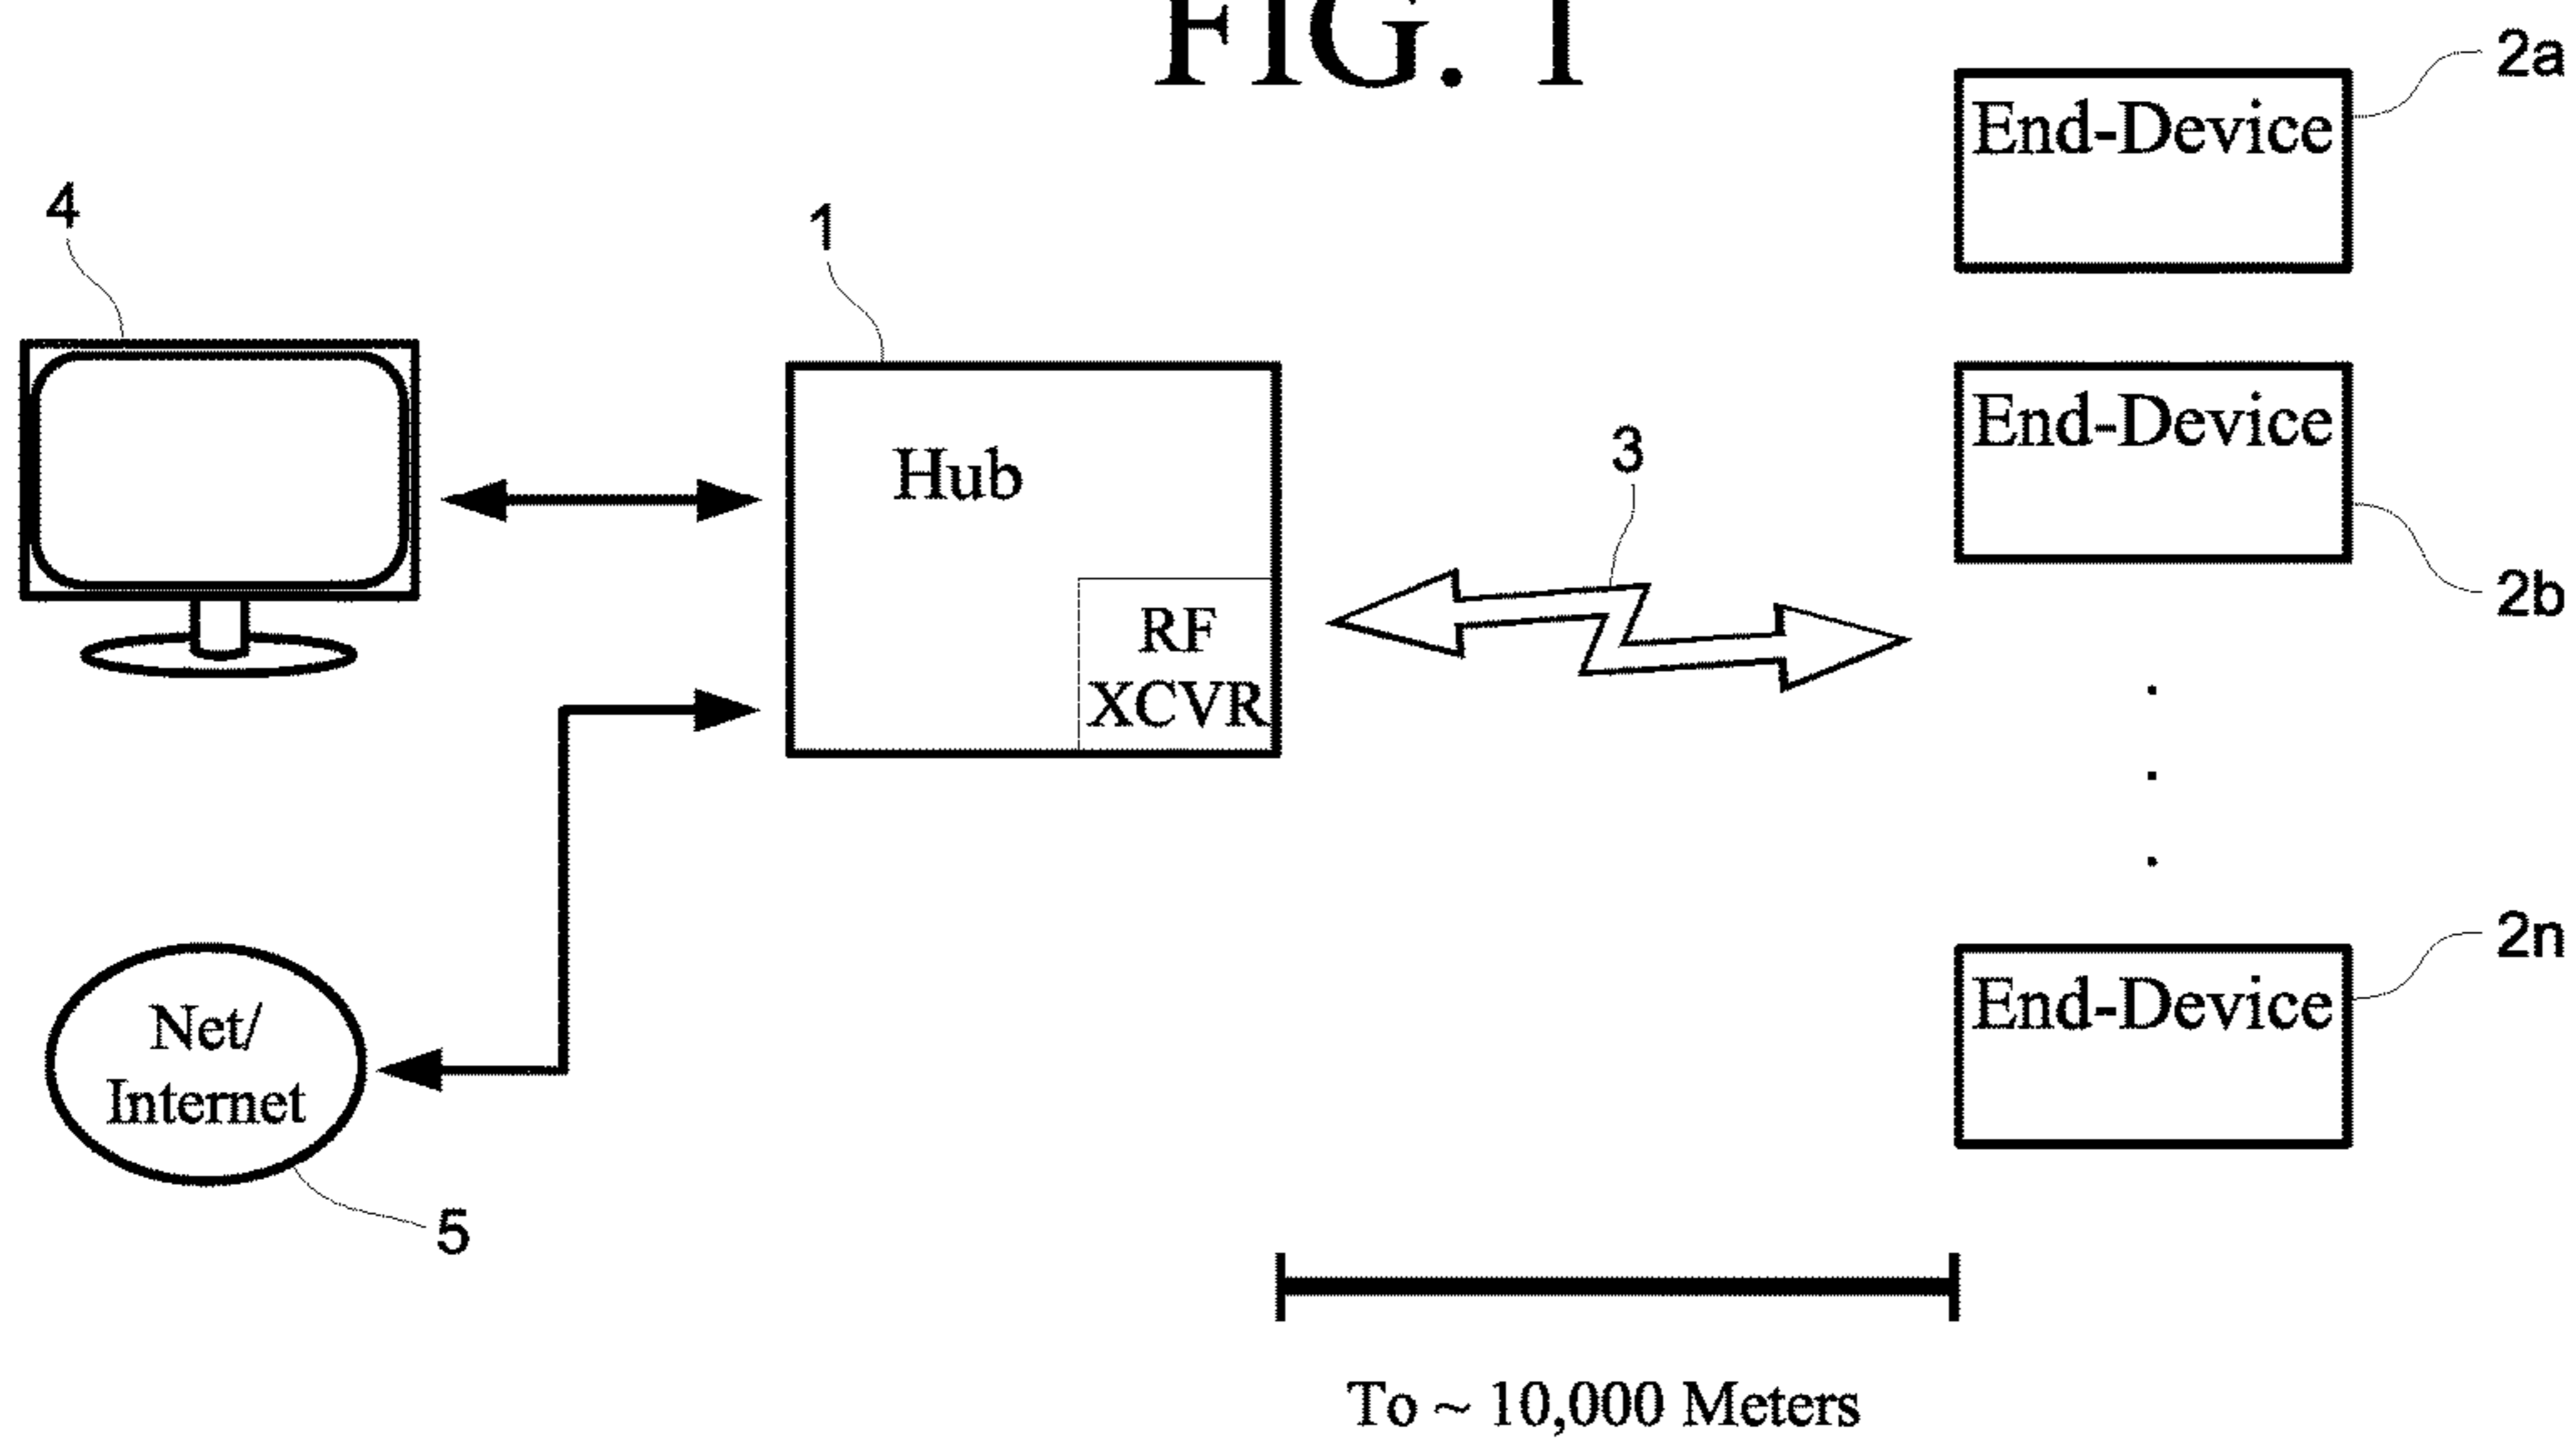 FIG. 1
2a
End-Device
4
1
End-Device
Hub
3
RF
XCVR
2b
2n
End-Device
Net/
Internet
5
To ~ 10,000 Meters